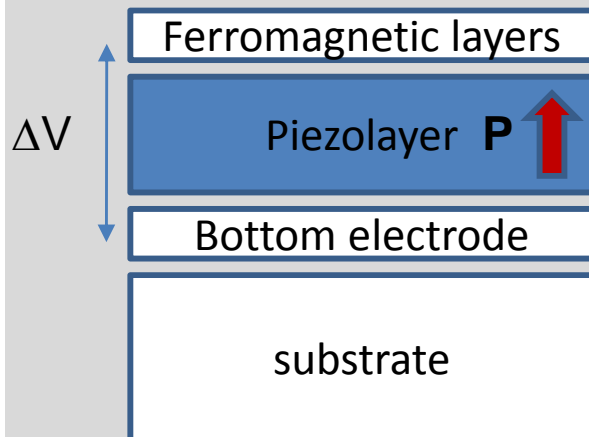 Ferromagnetic layers
ΔV
Piezolayer P
Bottom electrode
substrate